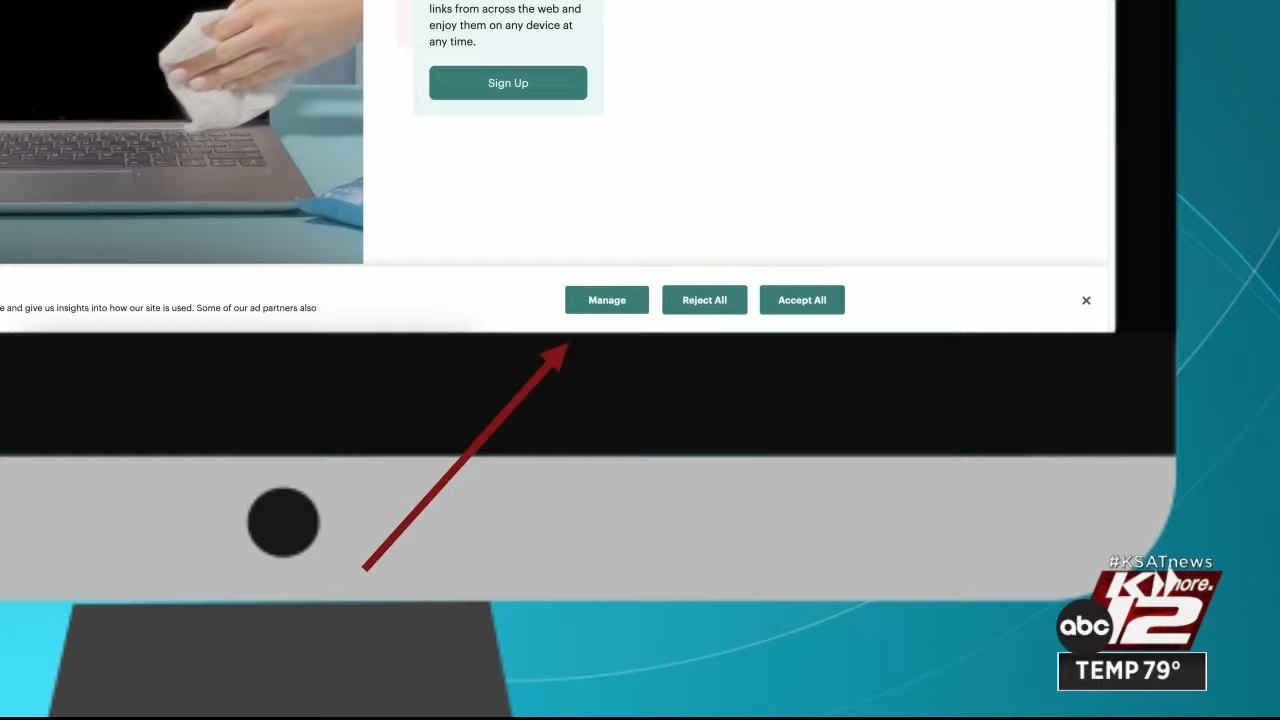 links from across the web and
enjoy them on any device at
any time.
Sign Up
e and give us insights into how our site is used. Some of our ad partners also
Manage
Reject All
Accept All
#KSATnews
more.
12
abc
TEMP 79°